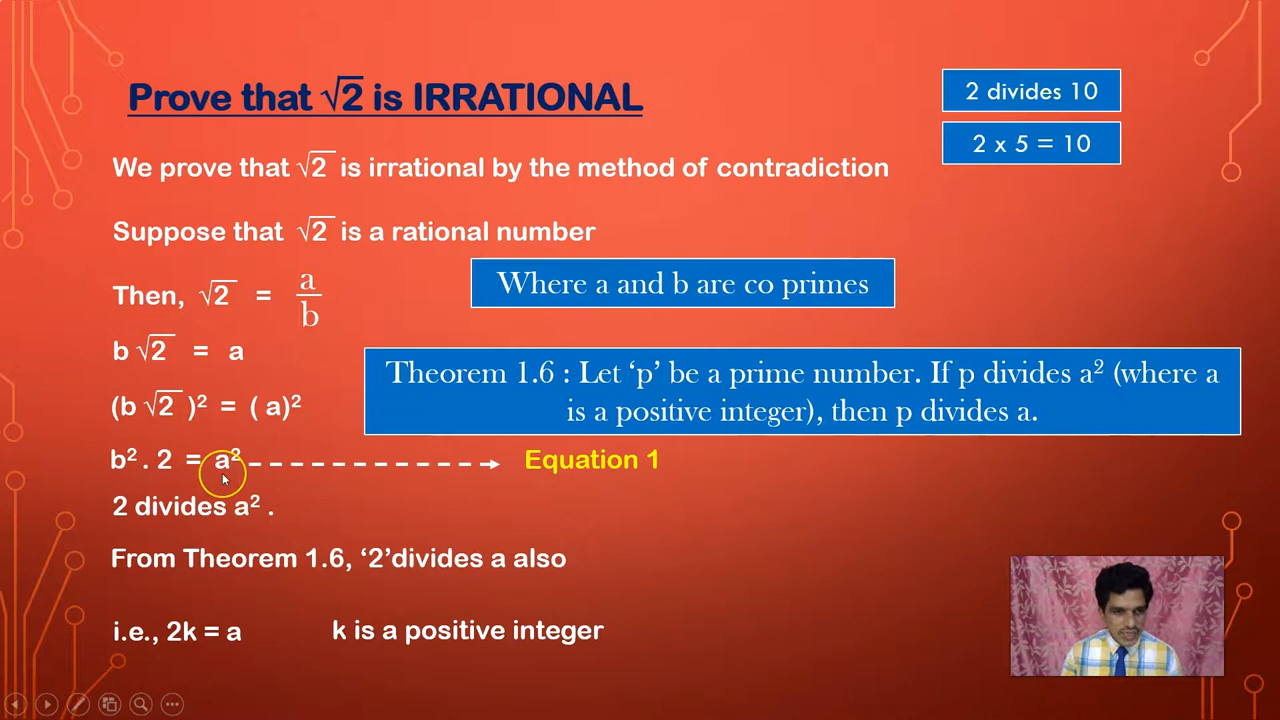 Prove that √2 is IRRATIONAL
2 divides 10
2 x 5 = 10
We prove that √2 is irrational by the method of contradiction
Suppose that √2 is a rational number
Then, √2 = a/b
Where a and b are co primes
b √2 = a
Theorem 1.6 : Let ‘p’ be a prime number. If p divides a² (where a
is a positive integer), then p divides a.
(b √2 )² = ( a)²
b² . 2 = a² Equation 1
2 divides a² .
From Theorem 1.6, ‘2’divides a also
i.e., 2k = a k is a positive integer